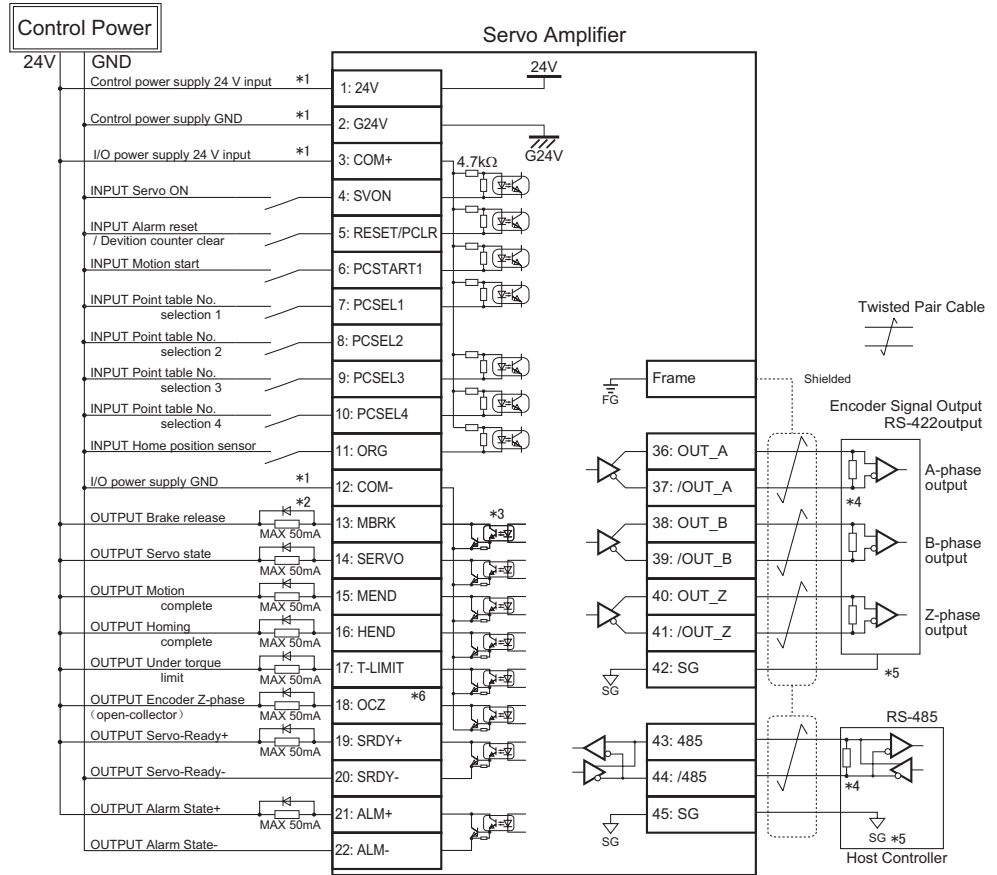 Control Power
Servo Amplifier
24V GND
24V
Control power supply 24 V input *1 1: 24V
Control power supply GND *1 2: G24V
G24V
I/O power supply 24 V input *1 3: COM+
4.7kΩ
INPUT Servo ON 4: SVON
INPUT Alarm reset
/ Devition counter clear 5: RESET/PCLR
INPUT Motion start 6: PCSTART1
INPUT Point table No.
selection 1 7: PCSEL1
INPUT Point table No.
selection 2 8: PCSEL2
INPUT Point table No.
selection 3 9: PCSEL3
INPUT Point table No.
selection 4 10: PCSEL4
INPUT Home position sensor 11: ORG
I/O power supply GND *1 12: COM-
OUTPUT Brake release *2 MAX 50mA 13: MBRK *3
OUTPUT Servo state MAX 50mA 14: SERVO
OUTPUT Motion
complete MAX 50mA 15: MEND
OUTPUT Homing
complete MAX 50mA 16: HEND
OUTPUT Under torque
limit MAX 50mA 17: T-LIMIT
OUTPUT Encoder Z-phase
（open-collector） MAX 50mA 18: OCZ *6
OUTPUT Servo-Ready+ MAX 50mA 19: SRDY+
OUTPUT Servo-Ready- 20: SRDY-
OUTPUT Alarm State+ MAX 50mA 21: ALM+
OUTPUT Alarm State- 22: ALM-
Twisted Pair Cable
FG Frame Shielded
Encoder Signal Output
RS-422output
36: OUT_A
37: /OUT_A
*4
A-phase
output
38: OUT_B
39: /OUT_B
B-phase
output
40: OUT_Z
41: /OUT_Z
Z-phase
output
SG 42: SG *5
RS-485
43: 485
44: /485
*4
SG 45: SG
SG *5
Host Controller